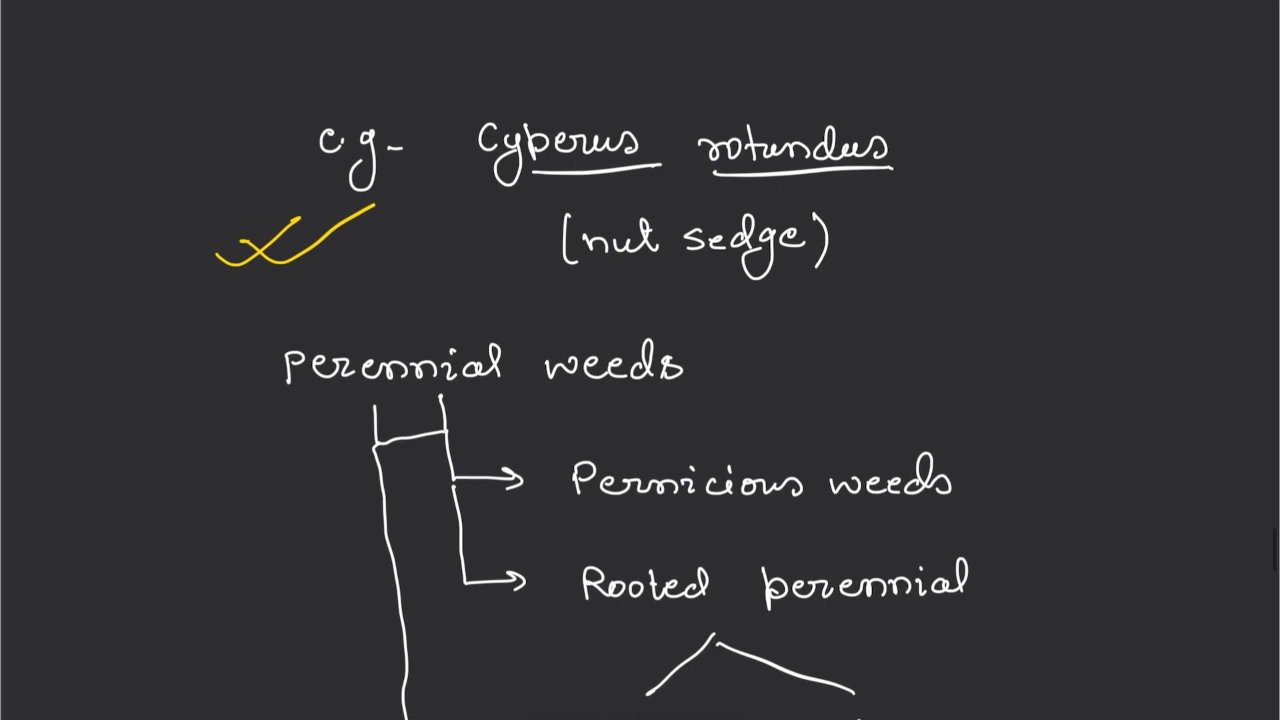 e.g- Cyperus rotundus
(nut sedge)
Perennial weeds
Pernicious weeds
Rooted perennial